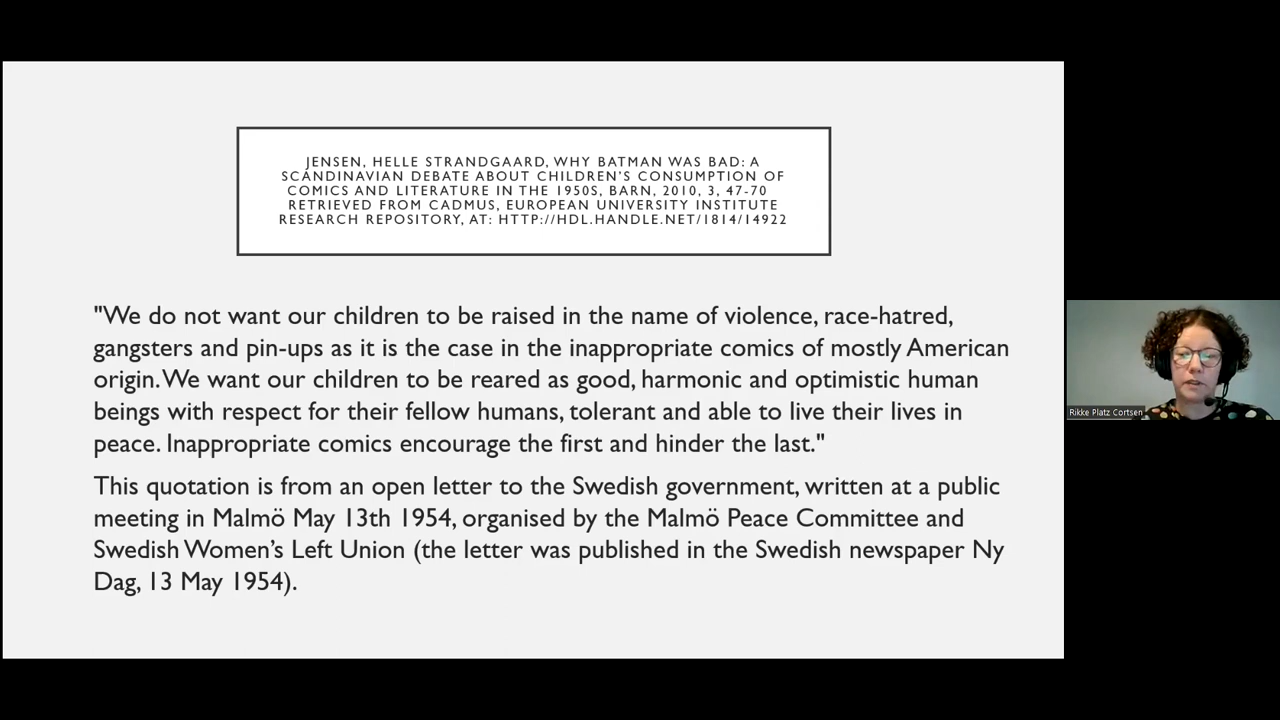 JENSEN, HELLE STRANDGAARD, WHY BATMAN WAS BAD: A
SCANDINAVIAN DEBATE ABOUT CHILDREN'S CONSUMPTION OF
COMICS AND LITERATURE IN THE 1950S, BARN, 2010, 3, 47-70
RETRIEVED FROM CADMUS, EUROPEAN UNIVERSITY INSTITUTE
RESEARCH REPOSITORY, AT: HTTP://HDL.HANDLE.NET/1814/14922
"We do not want our children to be raised in the name of violence, race-hatred,
gangsters and pin-ups as it is the case in the inappropriate comics of mostly American
origin. We want our children to be reared as good, harmonic and optimistic human
beings with respect for their fellow humans, tolerant and able to live their lives in
peace. Inappropriate comics encourage the first and hinder the last."
This quotation is from an open letter to the Swedish government, written at a public
meeting in Malmö May 13th 1954, organised by the Malmö Peace Committee and
Swedish Women's Left Union (the letter was published in the Swedish newspaper Ny
Dag, 13 May 1954).
Rikke Platz Cortsen